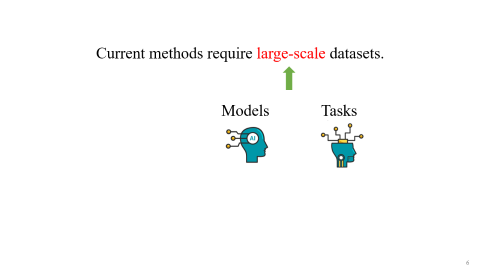 Current methods require large-scale datasets.
Models Tasks
AI
6